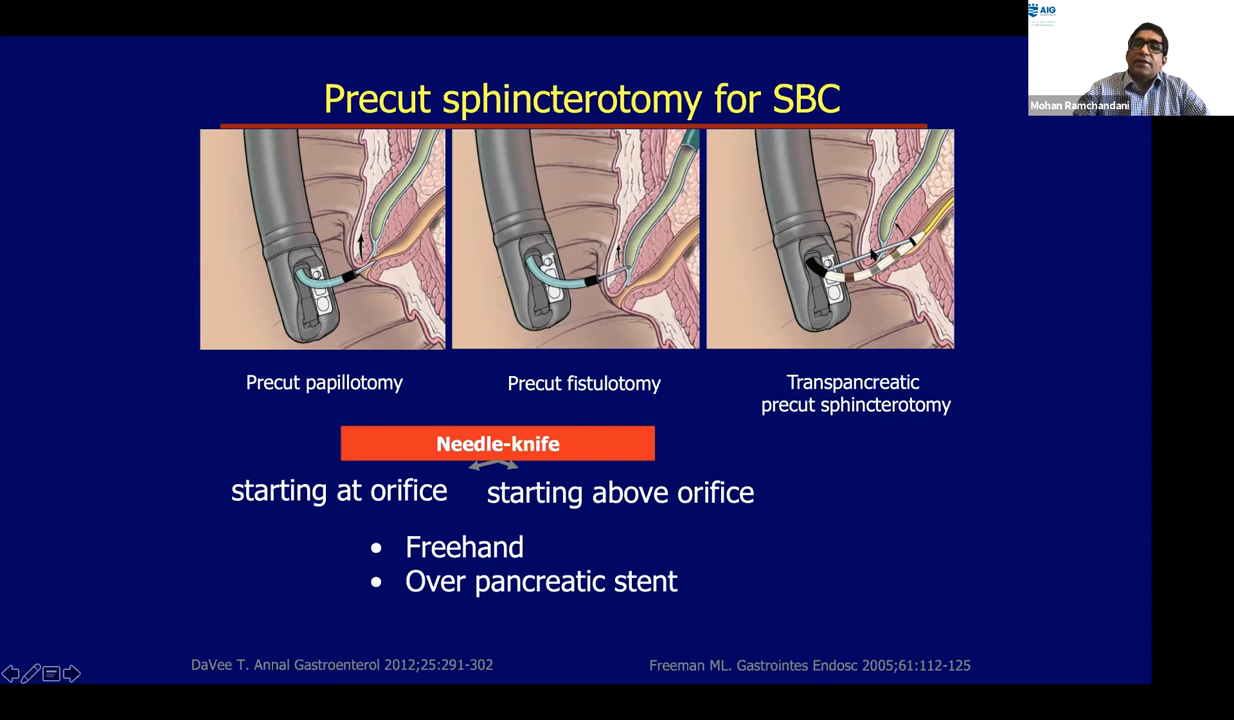 AIG
Mohan Ramchandani
Precut sphincterotomy for SBC
Precut papillotomy
Precut fistulotomy
Transpancreatic
precut sphincterotomy
Needle-knife
starting at orifice
starting above orifice
• Freehand
• Over pancreatic stent
DaVee T. Annal Gastroenterol 2012;25:291-302
Freeman ML. Gastrointes Endosc 2005;61:112-125